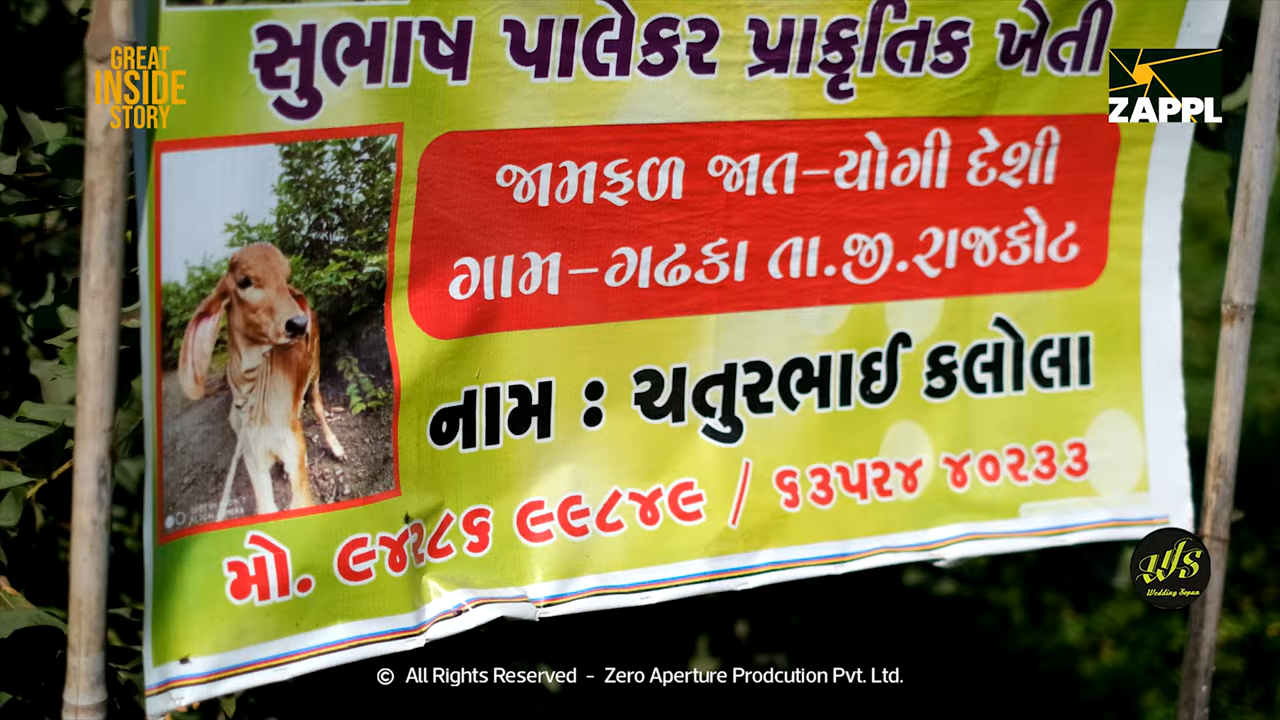 સુભાષ પાલેકર પ્રાકૃતિક ખેતી
GREAT
INSIDE
STORY
ZAPPL
જામફળ જાત-યોગી દેશી
ગામ-ગઢકા તા.જી.રાજકોટ
નામ : ચતુરભાઈ કલોલા
મો. ૯૪૨૮૬ ૯૯૮૪૯ / ૬૩૫૨૪ ૪૦૨૩૩
WS
Wedding Sopan
© All Rights Reserved - Zero Aperture Prodcution Pvt. Ltd.